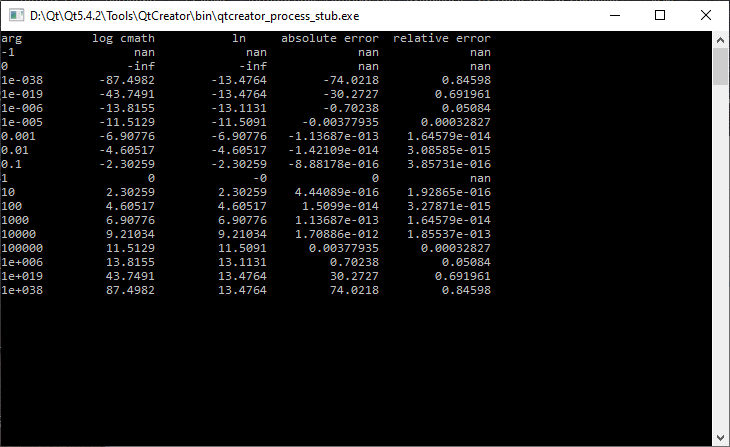 D:\Qt\Qt5.4.2\Tools\QtCreator\bin\qtcreator_process_stub.exe
arg log cmath ln absolute error relative error
-1 nan nan nan nan
0 -inf -inf nan nan
1e-038 -87.4982 -13.4764 -74.0218 0.84598
1e-019 -43.7491 -13.4764 -30.2727 0.691961
1e-006 -13.8155 -13.1131 -0.70238 0.05084
1e-005 -11.5129 -11.5091 -0.00377935 0.00032827
0.001 -6.90776 -6.90776 -1.13687e-013 1.64579e-014
0.01 -4.60517 -4.60517 -1.42109e-014 3.08585e-015
0.1 -2.30259 -2.30259 -8.88178e-016 3.85731e-016
1 0 -0 0 nan
10 2.30259 2.30259 4.44089e-016 1.92865e-016
100 4.60517 4.60517 1.5099e-014 3.27871e-015
1000 6.90776 6.90776 1.13687e-013 1.64579e-014
10000 9.21034 9.21034 1.70886e-012 1.85537e-013
100000 11.5129 11.5091 0.00377935 0.00032827
1e+006 13.8155 13.1131 0.70238 0.05084
1e+019 43.7491 13.4764 30.2727 0.691961
1e+038 87.4982 13.4764 74.0218 0.84598